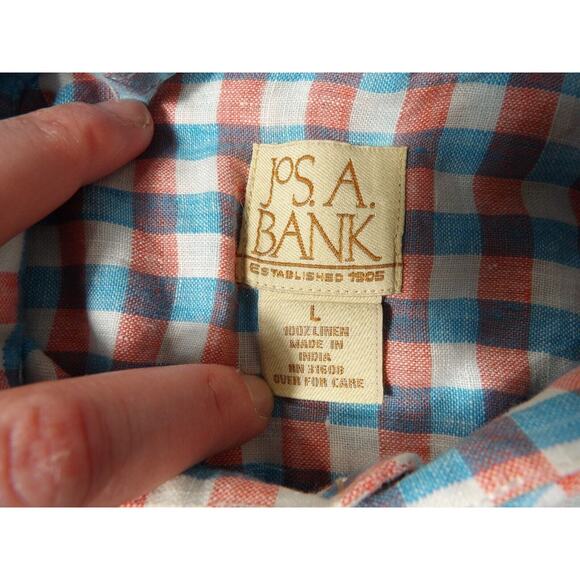 JOS. A.
BANK
ESTABLISHED 1905
L
100% LINEN
MADE IN
INDIA
RN 31608
OVER FOR CARE